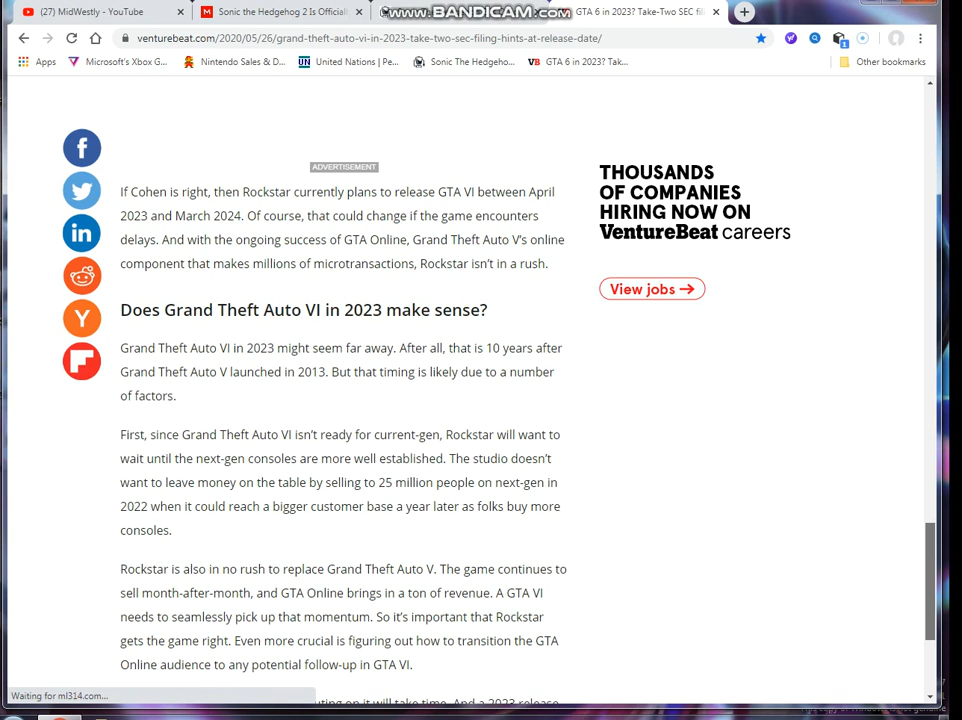 (27) MidWestly - YouTube
Sonic the Hedgehog 2 Is Officiall
www.BANDICAM.com
GTA 6 in 2023? Take-Two SEC fil
venturebeat.com/2020/05/26/grand-theft-auto-vi-in-2023-take-two-sec-filing-hints-at-release-date/
Apps
Microsoft's Xbox G...
Nintendo Sales & D...
United Nations | Pe...
Sonic The Hedgeho...
GTA 6 in 2023? Tak...
Other bookmarks
ADVERTISEMENT
If Cohen is right, then Rockstar currently plans to release GTA VI between April
2023 and March 2024. Of course, that could change if the game encounters
delays. And with the ongoing success of GTA Online, Grand Theft Auto V's online
component that makes millions of microtransactions, Rockstar isn't in a rush.
Does Grand Theft Auto VI in 2023 make sense?
Grand Theft Auto VI in 2023 might seem far away. After all, that is 10 years after
Grand Theft Auto V launched in 2013. But that timing is likely due to a number
of factors.
First, since Grand Theft Auto VI isn't ready for current-gen, Rockstar will want to
wait until the next-gen consoles are more well established. The studio doesn't
want to leave money on the table by selling to 25 million people on next-gen in
2022 when it could reach a bigger customer base a year later as folks buy more
consoles.
Rockstar is also in no rush to replace Grand Theft Auto V. The game continues to
sell month-after-month, and GTA Online brings in a ton of revenue. A GTA VI
needs to seamlessly pick up that momentum. So it's important that Rockstar
gets the game right. Even more crucial is figuring out how to transition the GTA
Online audience to any potential follow-up in GTA VI.
on it will take time. And a 2023 release
THOUSANDS
OF COMPANIES
HIRING NOW ON
VentureBeat careers
View jobs →
Waiting for ml314.com...